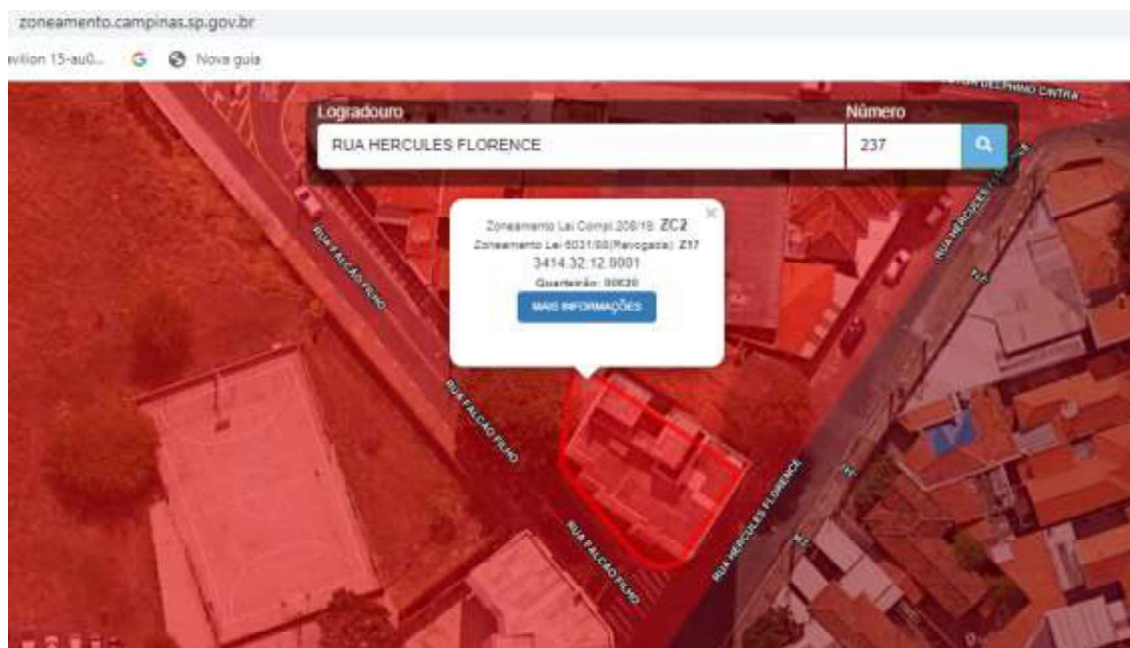 zoneamento.campinas.sp.gov.br
Nova guia
DELPHINO CINTRA
Logradouro
Número
RUA HERCULES FLORENCE
237
Zoneamento Lei Compl.208/18: ZC2
Zoneamento Lei 6031/88(Revogada): Z17
3414.32.12.0001
Quarteirão:
MAIS INFORMAÇÕES
RUA FALCÃO FILHO
RUA FALCÃO FILHO
RUA FALCÃO FILHO
RUA HERCULES FLORENCE
RUA HERCULES